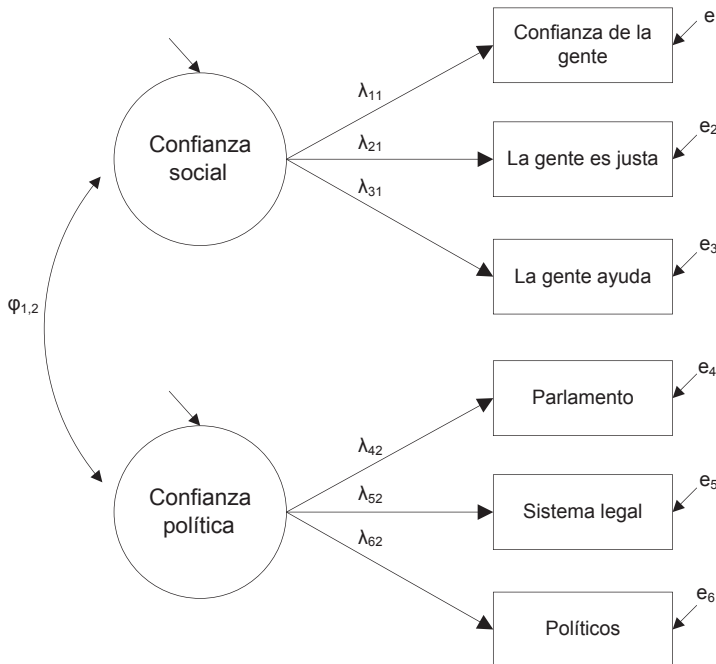 Confianza
social
λ11
λ21
λ31
Confianza de la
gente
e
La gente es justa
e2
La gente ayuda
e3
φ1,2
Confianza
política
λ42
λ52
λ62
Parlamento
e4
Sistema legal
e5
Políticos
e6